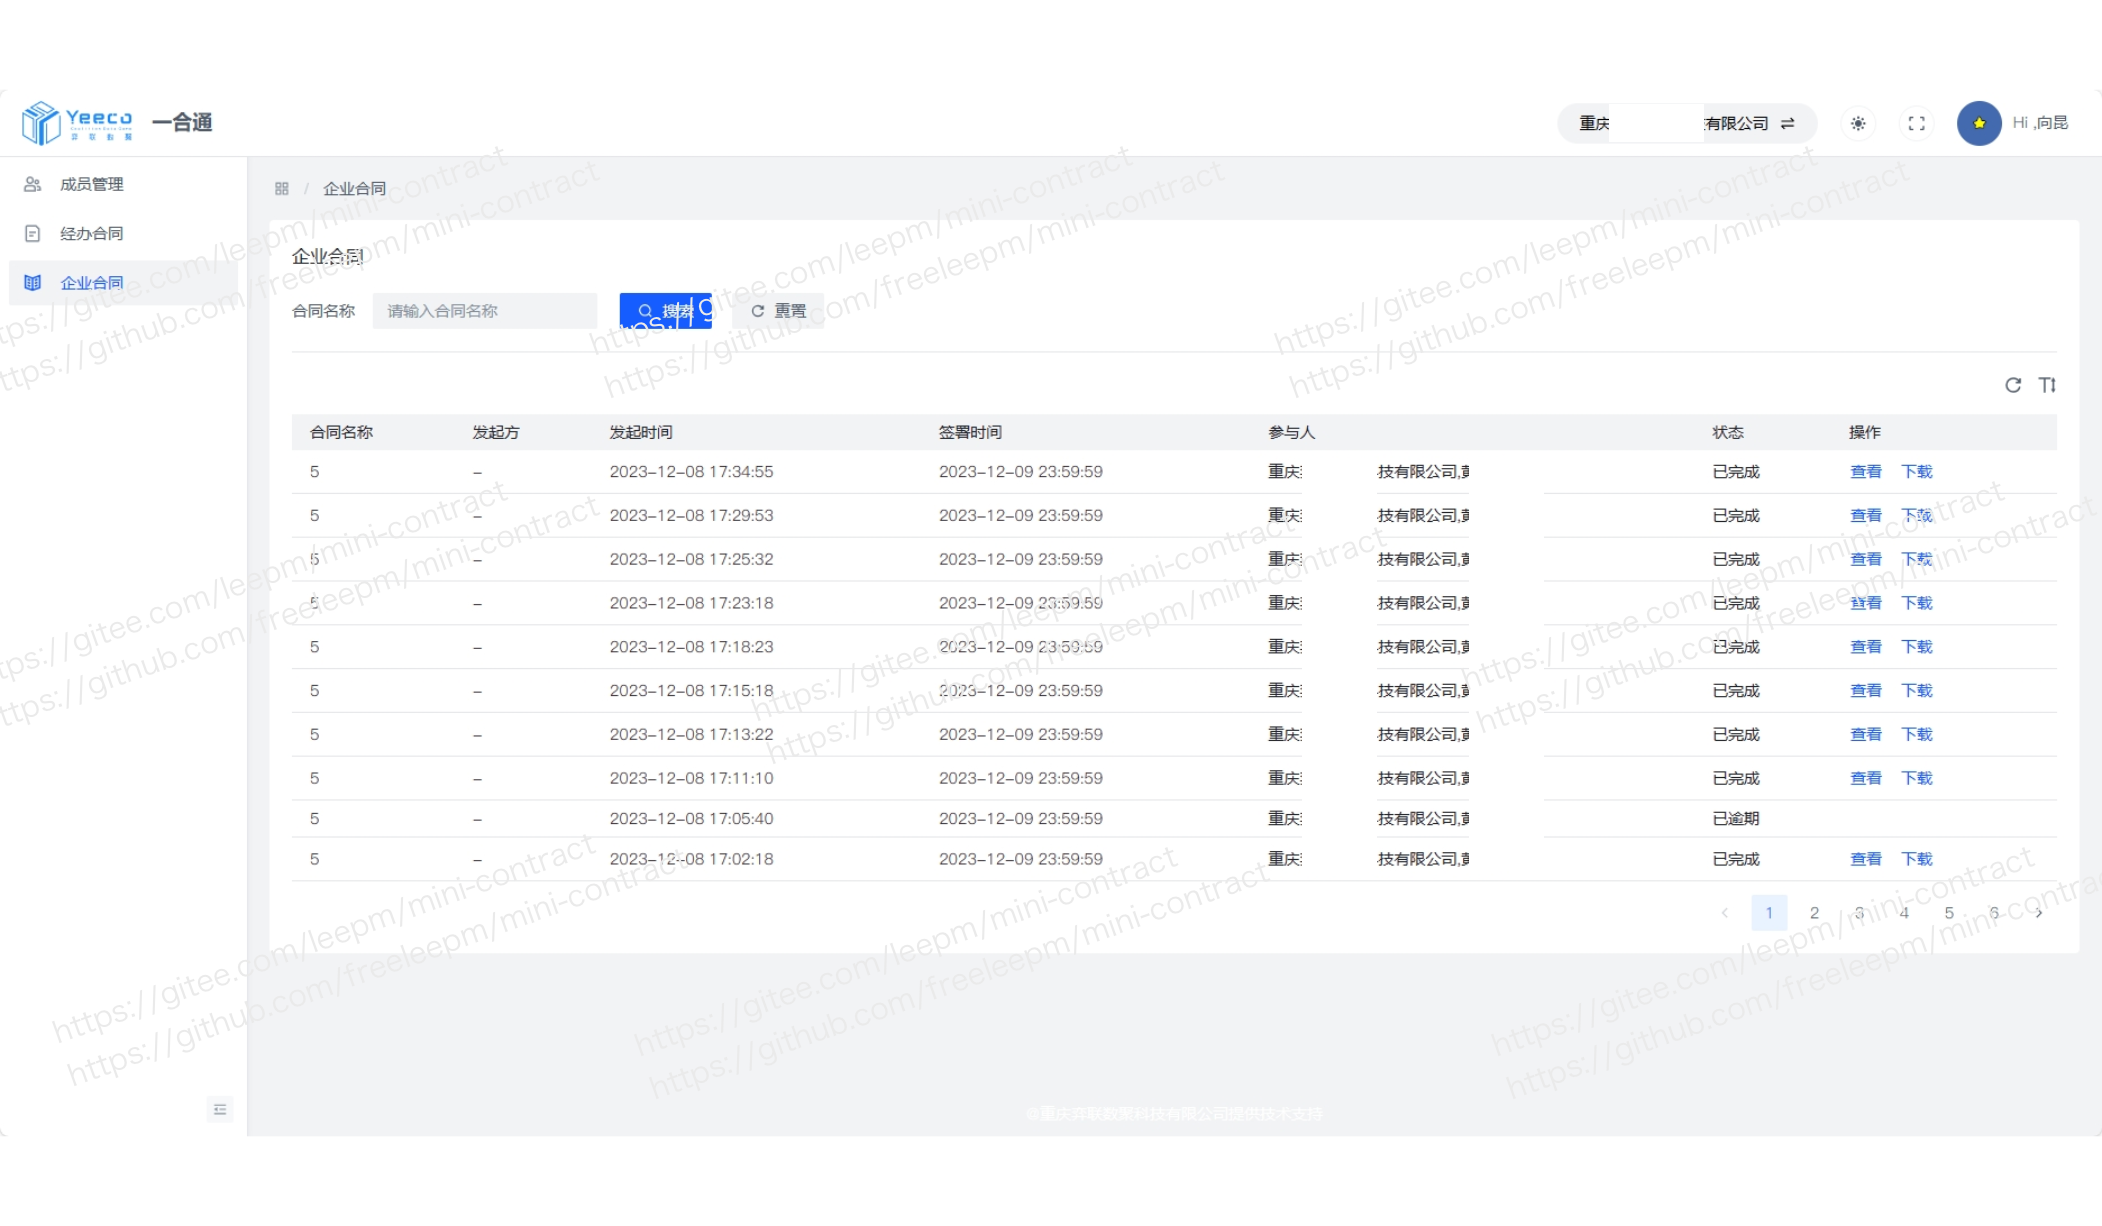 Yeeco 一合通
重庆 有限公司
Hi ,向昆
成员管理
经办合同
企业合同
/ 企业合同
企业合同
合同名称 请输入合同名称 搜索 重置
合同名称 发起方 发起时间 签署时间 参与人 状态 操作
5 – 2023-12-08 17:34:55 2023-12-09 23:59:59 重庆 技有限公司, 已完成 查看 下载
5 – 2023-12-08 17:29:53 2023-12-09 23:59:59 重庆 技有限公司, 已完成 查看 下载
5 – 2023-12-08 17:25:32 2023-12-09 23:59:59 重庆 技有限公司, 已完成 查看 下载
5 – 2023-12-08 17:23:18 2023-12-09 23:59:59 重庆 技有限公司, 已完成 查看 下载
5 – 2023-12-08 17:18:23 2023-12-09 23:59:59 重庆 技有限公司, 已完成 查看 下载
5 – 2023-12-08 17:15:18 2023-12-09 23:59:59 重庆 技有限公司, 已完成 查看 下载
5 – 2023-12-08 17:13:22 2023-12-09 23:59:59 重庆 技有限公司, 已完成 查看 下载
5 – 2023-12-08 17:11:10 2023-12-09 23:59:59 重庆 技有限公司, 已完成 查看 下载
5 – 2023-12-08 17:05:40 2023-12-09 23:59:59 重庆 技有限公司, 已逾期
5 – 2023-12-08 17:02:18 2023-12-09 23:59:59 重庆 技有限公司, 已完成 查看 下载
1 2 3 4 5 6
©重庆弈联数聚科技有限公司提供技术支持
https://gitee.com/leepm/mini-contract
https://github.com/freeleepm/mini-contract